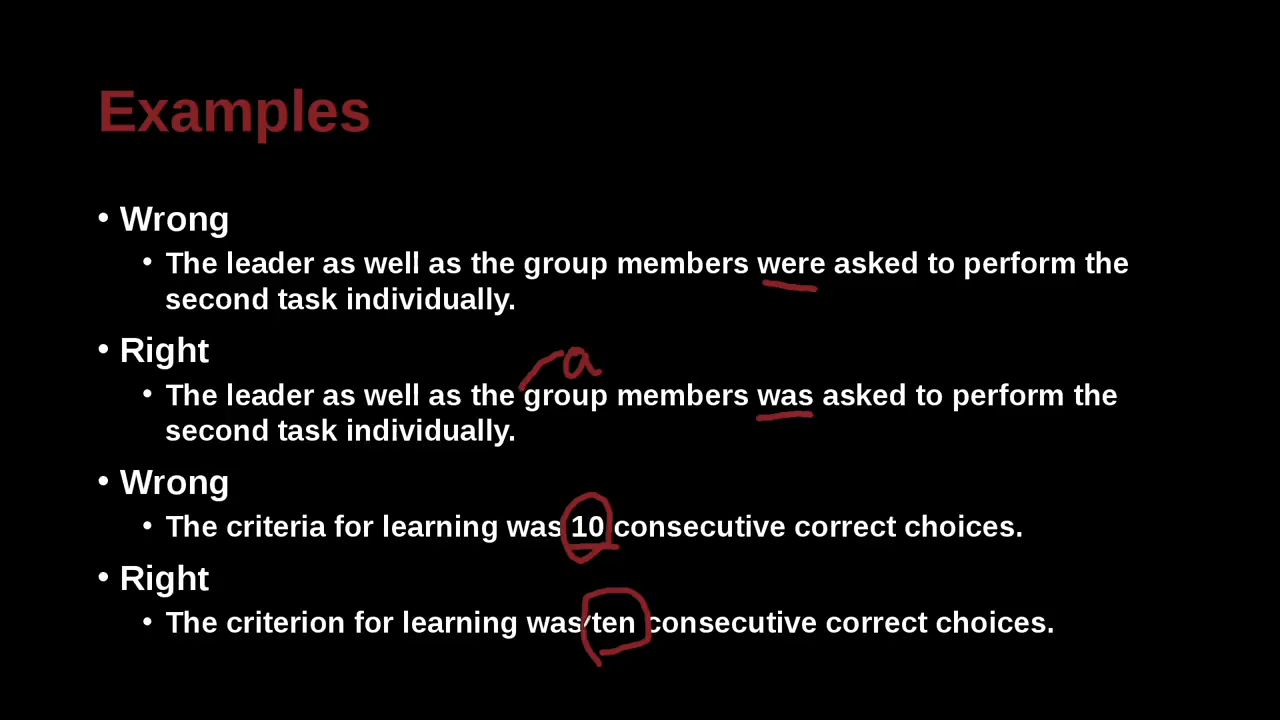 Examples
• Wrong
• The leader as well as the group members were asked to perform the
second task individually.
• Right
a
• The leader as well as the group members was asked to perform the
second task individually.
• Wrong
• The criteria for learning was 10 consecutive correct choices.
• Right
• The criterion for learning was ten consecutive correct choices.